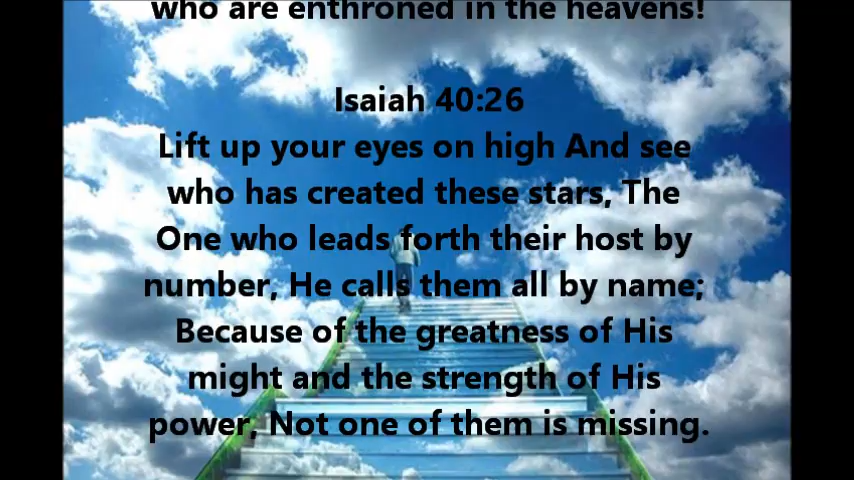 who are enthroned in the heavens!
Isaiah 40:26
Lift up your eyes on high And see
who has created these stars, The
One who leads forth their host by
number, He calls them all by name;
Because of the greatness of His
might and the strength of His
power, Not one of them is missing.